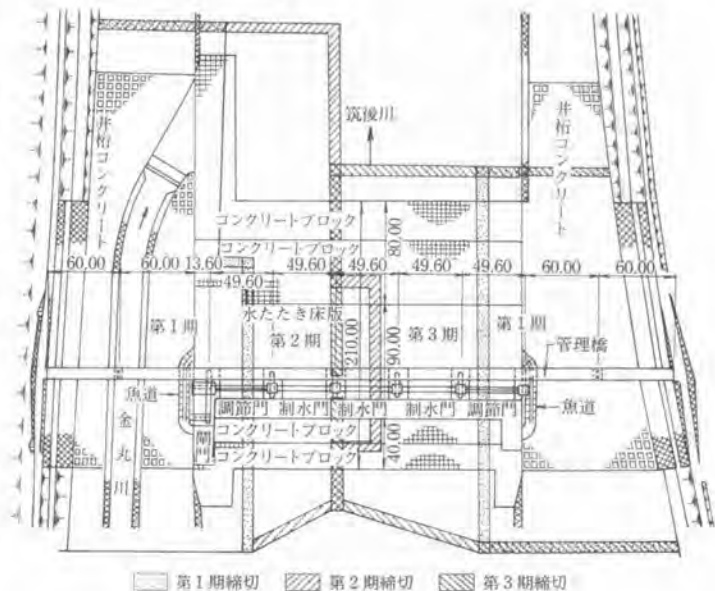 筑後川
井桁コンクリート
井桁コンクリート
コンクリートブロック
コンクリートブロック
80.00
60.00 60.00 13.60 49.60 49.60 49.60 49.60 60.00 60.00
49.60
水たたき床版
第1期
第2期
210.00
第3期
90.00
第1期
管理橋
魚道
調節門 制水門 制水門 制水門 調節門
魚道
閘門
コンクリートブロック
コンクリートブロック
40.00
金丸川
第1期締切 第2期締切 第3期締切